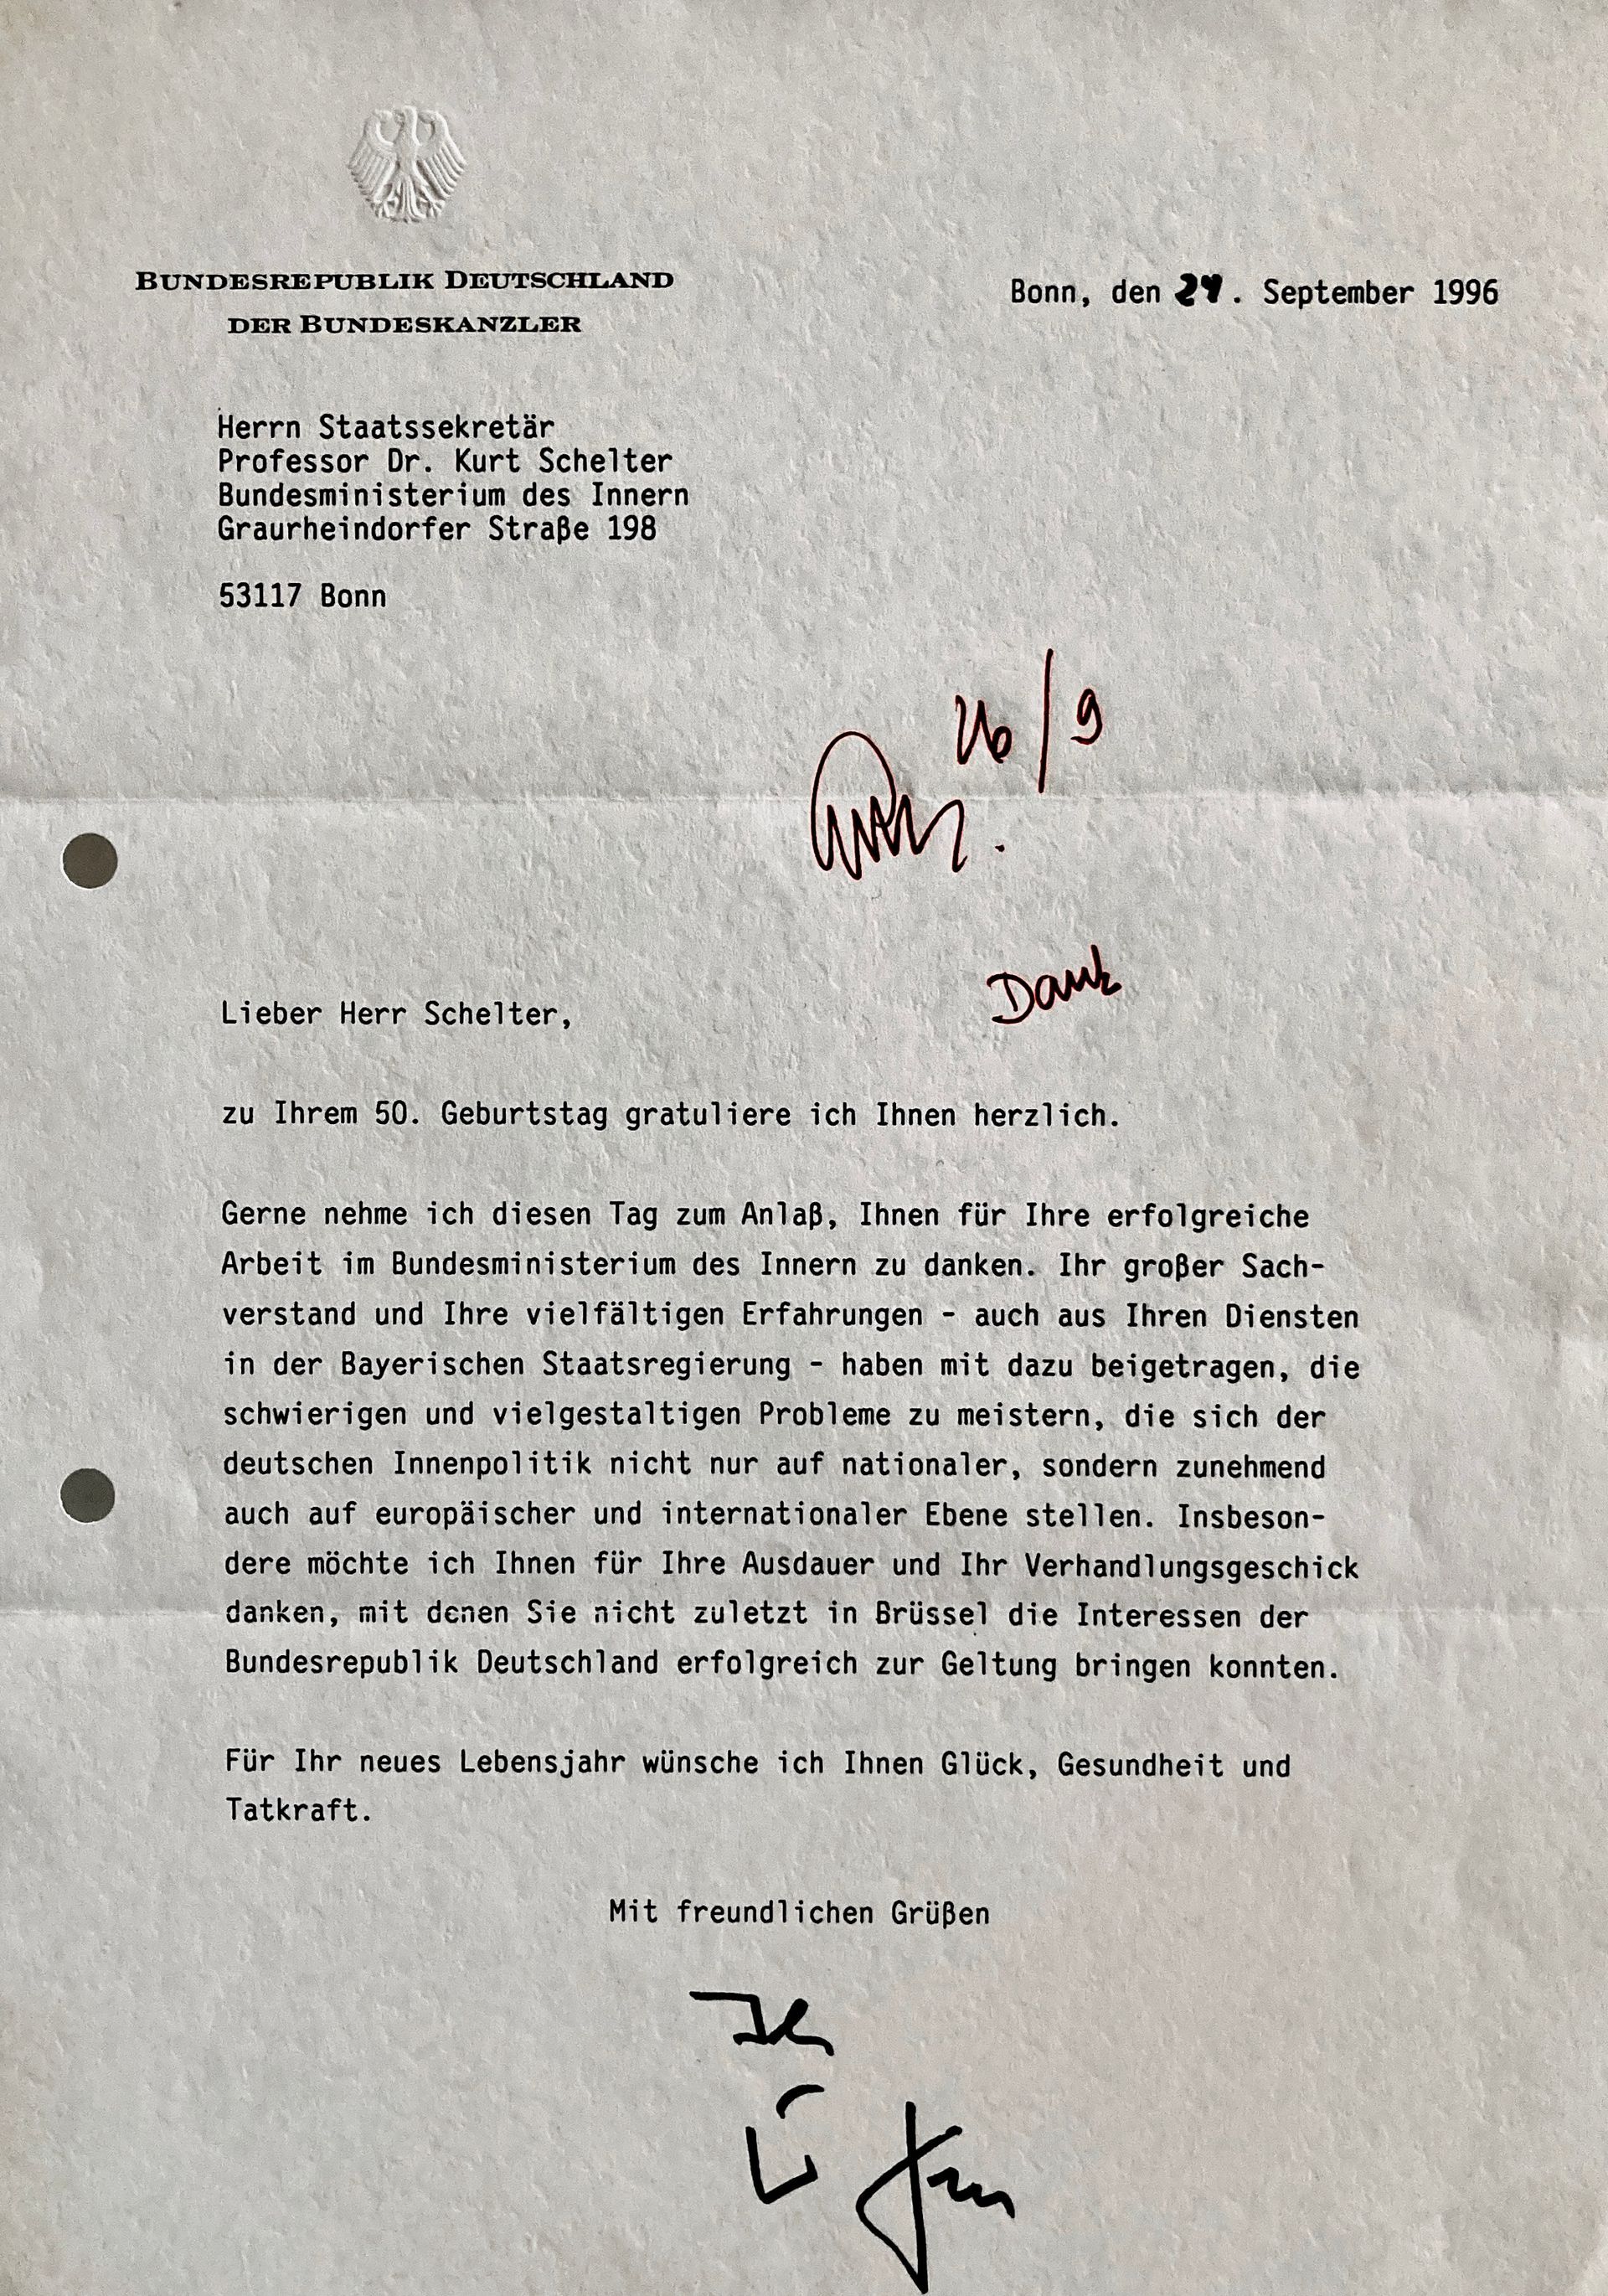 BUNDESREPUBLIK DEUTSCHLAND
DER BUNDESKANZLER
Bonn, den 24. September 1996
Herrn Staatssekretär
Professor Dr. Kurt Schelter
Bundesministerium des Innern
Graurheindorfer Straße 198
53117 Bonn
26/9
Dank
Lieber Herr Schelter,
zu Ihrem 50. Geburtstag gratuliere ich Ihnen herzlich.
Gerne nehme ich diesen Tag zum Anlaß, Ihnen für Ihre erfolgreiche
Arbeit im Bundesministerium des Innern zu danken. Ihr großer Sach-
verstand und Ihre vielfältigen Erfahrungen - auch aus Ihren Diensten
in der Bayerischen Staatsregierung - haben mit dazu beigetragen, die
schwierigen und vielgestaltigen Probleme zu meistern, die sich der
deutschen Innenpolitik nicht nur auf nationaler, sondern zunehmend
auch auf europäischer und internationaler Ebene stellen. Insbeson-
dere möchte ich Ihnen für Ihre Ausdauer und Ihr Verhandlungsgeschick
danken, mit denen Sie nicht zuletzt in Brüssel die Interessen der
Bundesrepublik Deutschland erfolgreich zur Geltung bringen konnten.
Für Ihr neues Lebensjahr wünsche ich Ihnen Glück, Gesundheit und
Tatkraft.
Mit freundlichen Grüßen